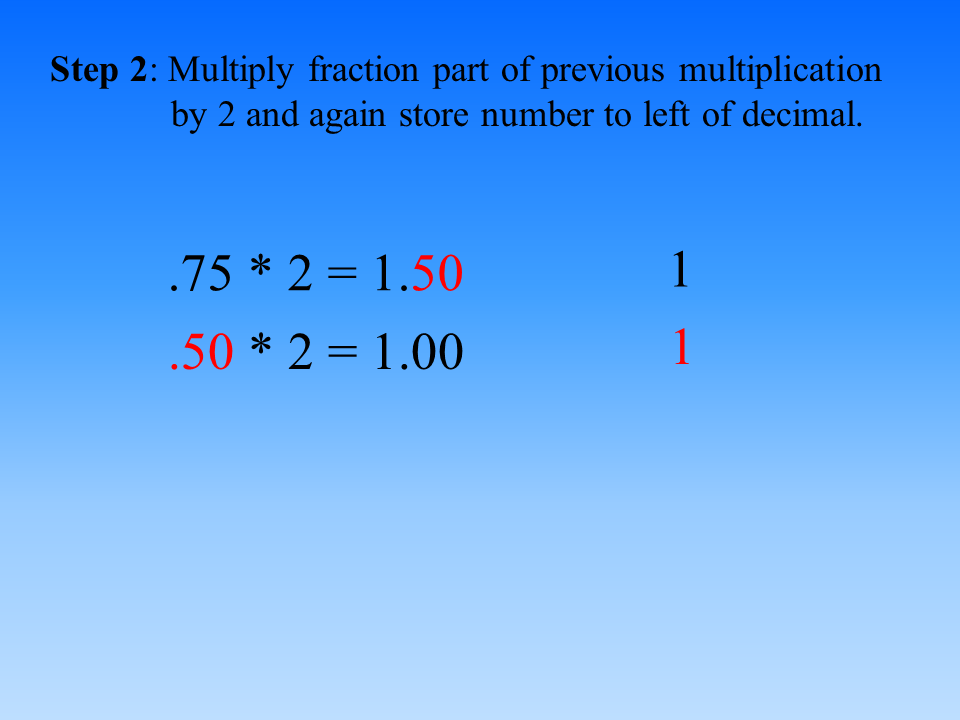 Step 2: Multiply fraction part of previous multiplication
by 2 and again store number to left of decimal.
.75 * 2 = 1.50 1
.50 * 2 = 1.00 1